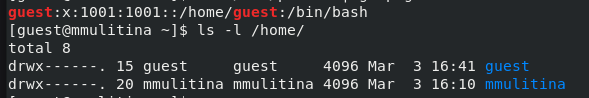 guest:x:1001:1001::/home/guest:/bin/bash
[guest@mmulitina ~]$ ls -l /home/
total 8
drwx------. 15 guest     guest     4096 Mar  3 16:41 guest
drwx------. 20 mmulitina mmulitina 4096 Mar  3 16:10 mmulitina